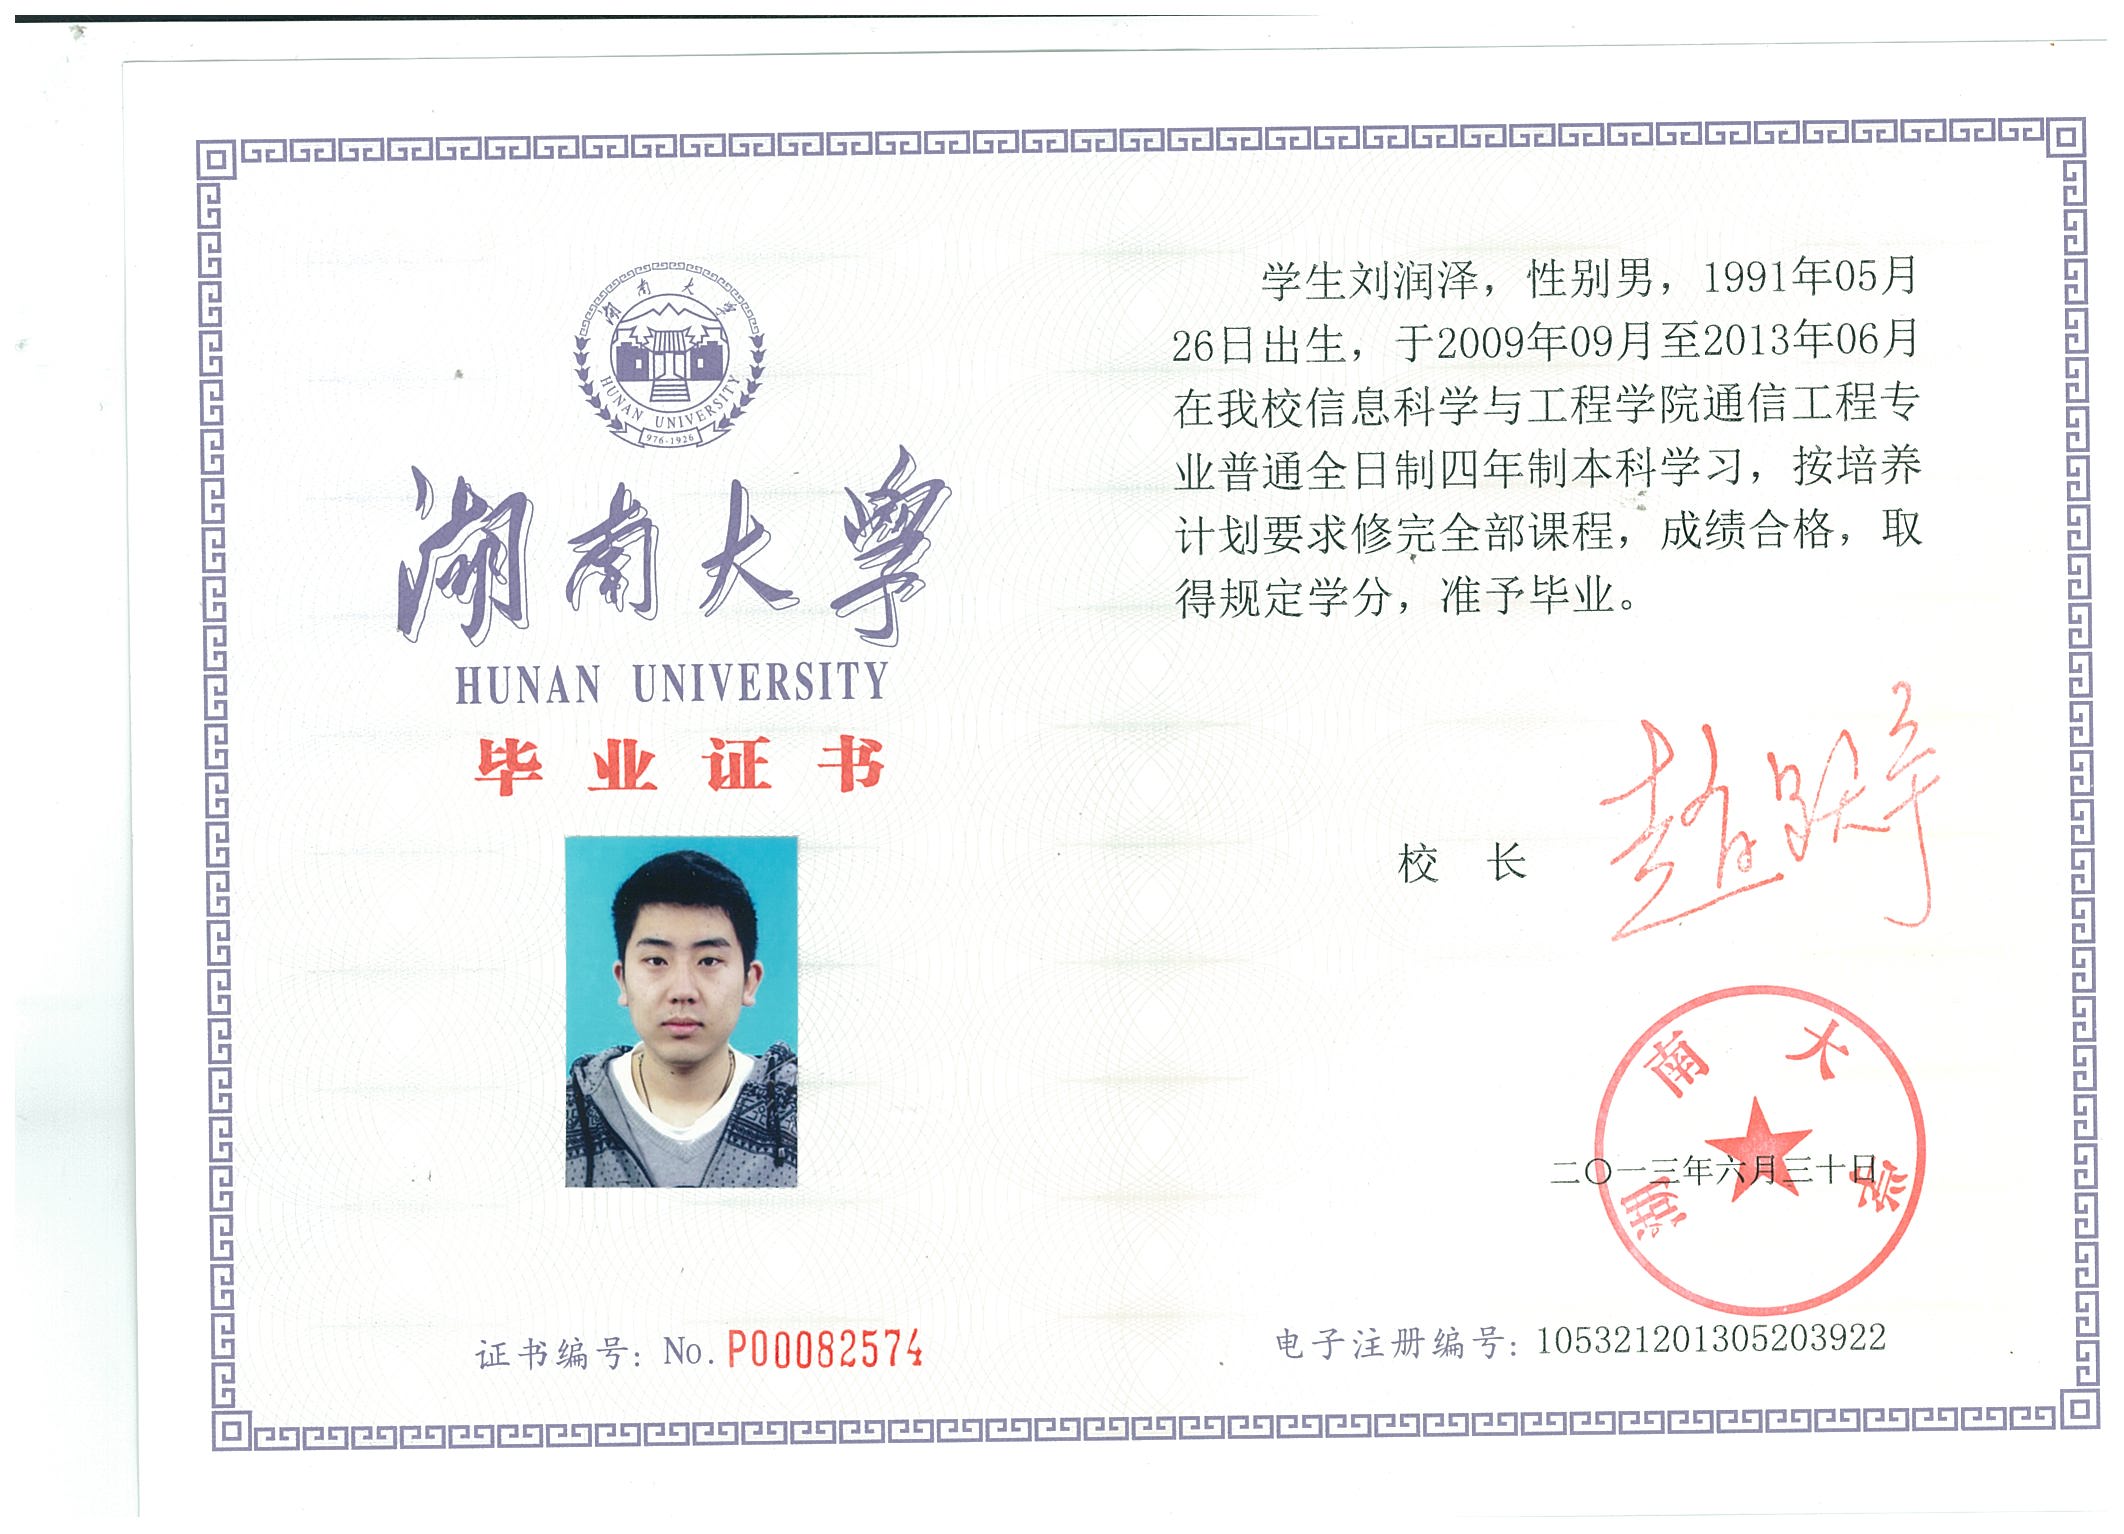 湖南大学
HUNAN UNIVERSITY
976-1926
湖南大学
HUNAN UNIVERSITY
毕业证书
证书编号: No. P00082574
学生刘润泽，性别男，1991年05月
26日出生，于2009年09月至2013年06月
在我校信息科学与工程学院通信工程专
业普通全日制四年制本科学习，按培养
计划要求修完全部课程，成绩合格，取
得规定学分，准予毕业。
校 长
湖南大学
二〇一三年六月三十日
电子注册编号: 105321201305203922